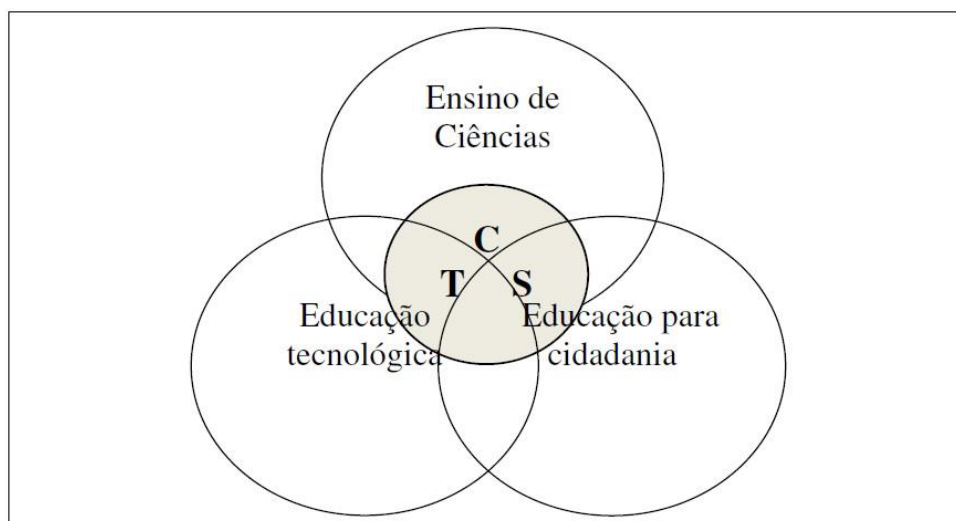 Ensino de
Ciências
C
T S
Educação
tecnológica
Educação para
cidadania